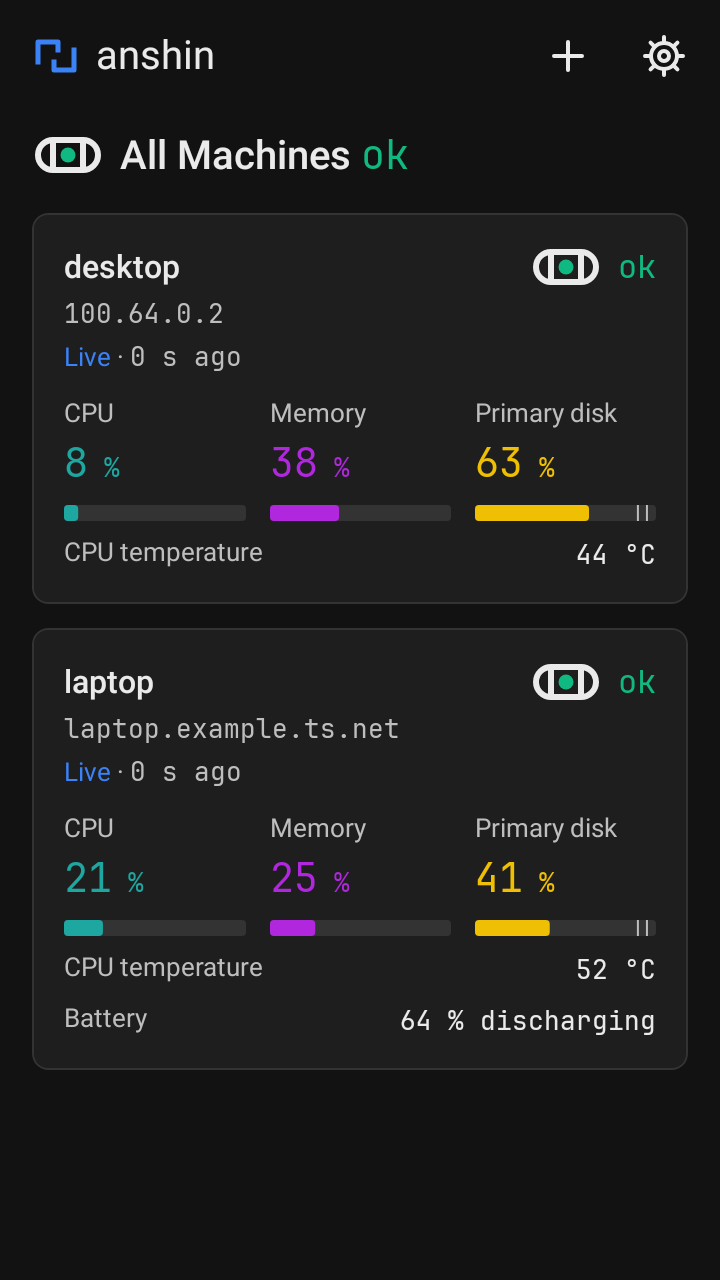 anshin
All Machines ok
desktop ok
100.64.0.2
Live · 0 s ago
CPU Memory Primary disk
8 % 38 % 63 %
CPU temperature 44 °C
laptop ok
laptop.example.ts.net
Live · 0 s ago
CPU Memory Primary disk
21 % 25 % 41 %
CPU temperature 52 °C
Battery 64 % discharging